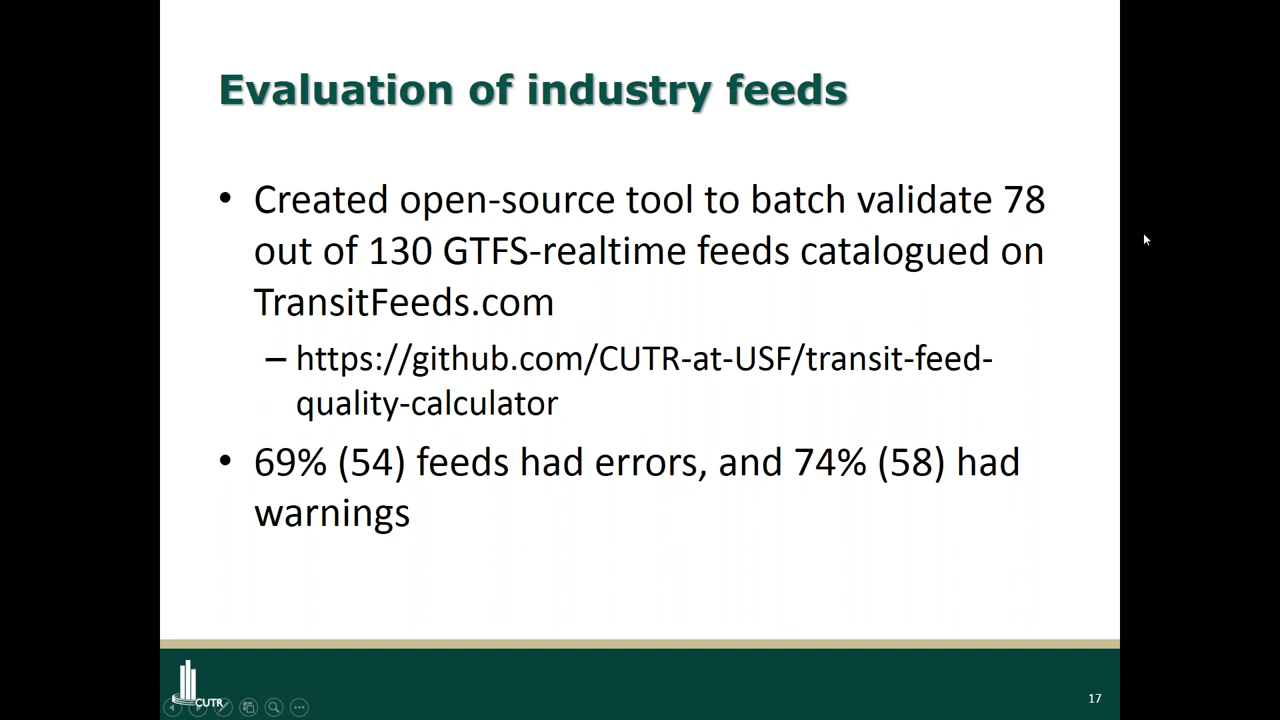 Evaluation of industry feeds
• Created open-source tool to batch validate 78
out of 130 GTFS-realtime feeds catalogued on
TransitFeeds.com
– https://github.com/CUTR-at-USF/transit-feed-
quality-calculator
• 69% (54) feeds had errors, and 74% (58) had
warnings
CUTR
17